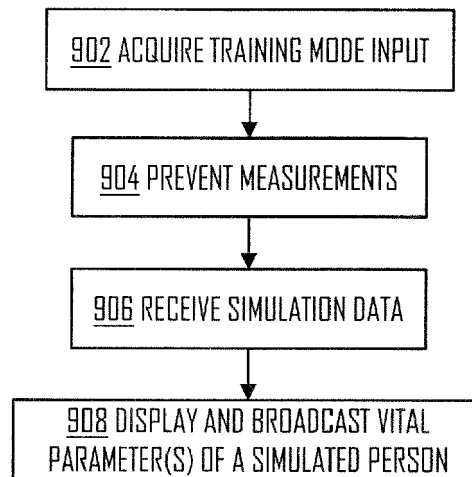 902 ACQUIRE TRAINING MODE INPUT
904 PREVENT MEASUREMENTS
906 RECEIVE SIMULATION DATA
908 DISPLAY AND BROADCAST VITAL
PARAMETER(S) OF A SIMULATED PERSON